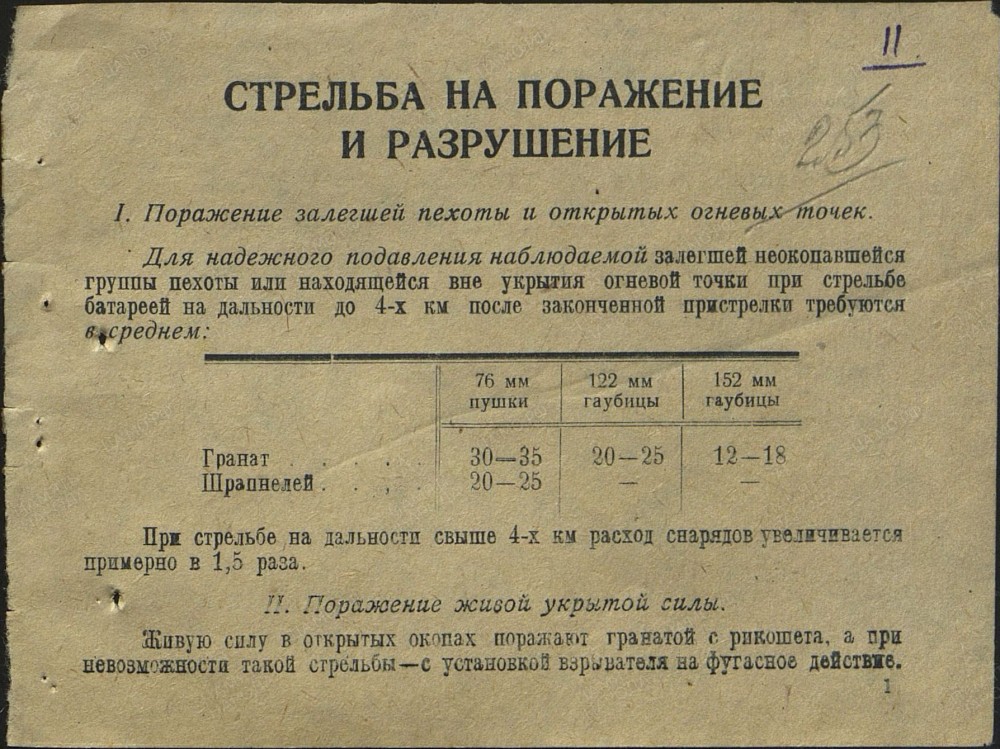 II
СТРЕЛЬБА НА ПОРАЖЕНИЕ
И РАЗРУШЕНИЕ
253
I. Поражение залегшей пехоты и открытых огневых точек.
Для надежного подавления наблюдаемой залегшей неокопавшейся
группы пехоты или находящейся вне укрытия огневой точки при стрельбе
батареей на дальности до 4-х км после законченной пристрелки требуются
в среднем:
76 мм 122 мм 152 мм
пушки гаубицы гаубицы
Гранат . . . . . 30—35 20—25 12—18
Шрапнелей . . . . 20—25 — —
При стрельбе на дальности свыше 4-х км расход снарядов увеличивается
примерно в 1,5 раза.
II. Поражение живой укрытой силы.
Живую силу в открытых окопах поражают гранатой с рикошета, а при
невозможности такой стрельбы—с установкой взрывателя на фугасное действие.
1